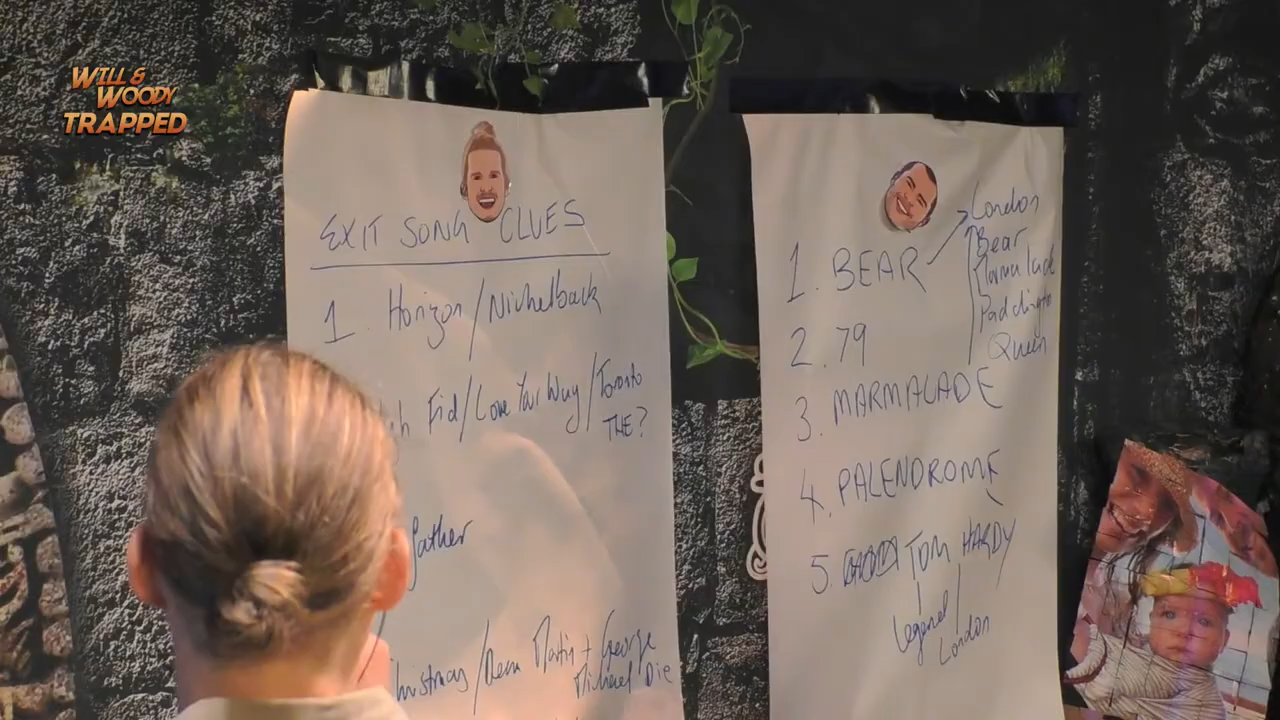 WILL &
WOODY
TRAPPED
EXIT SONG CLUES
1. Horizon/Nickelback
Fid/Love Your Way/Toronto
THE?
gather
Christmas/Dean Martin + George
Michael Die
1. BEAR
London
Bear
Marmalade
Paddington
Queen
2. 79
3. MARMALADE
4. PALENDROME
5. TOM HARDY
Legend
London